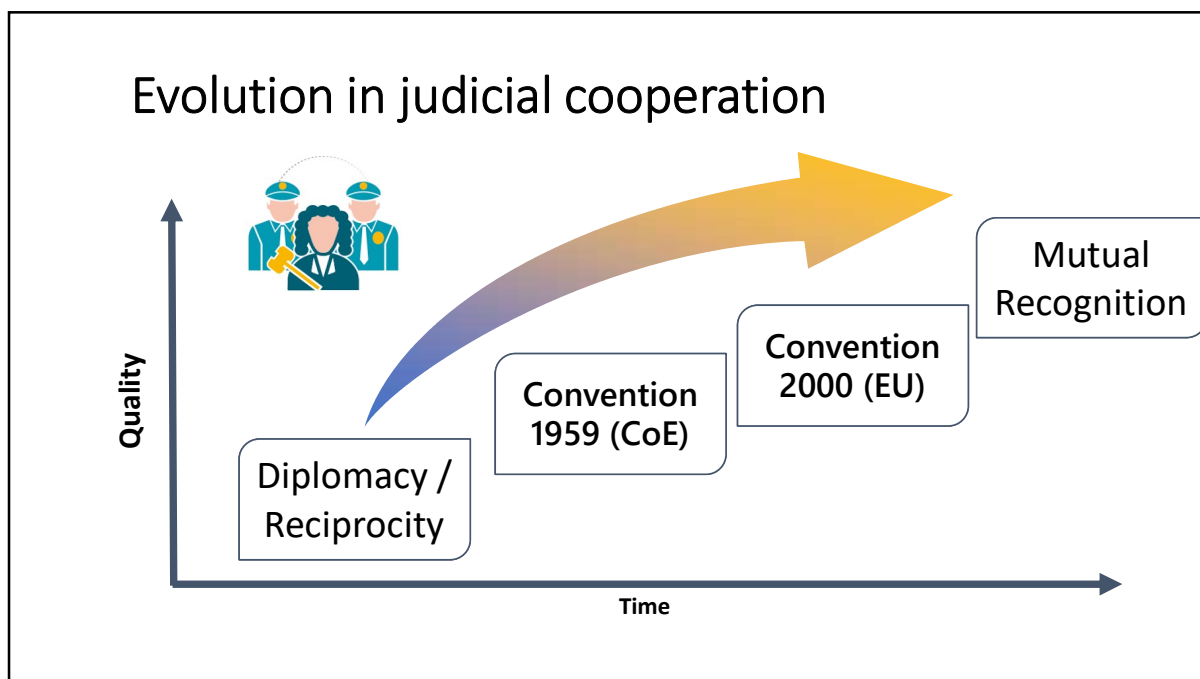 Evolution in judicial cooperation
Quality
Diplomacy /
Reciprocity
Convention
1959 (CoE)
Convention
2000 (EU)
Mutual
Recognition
Time